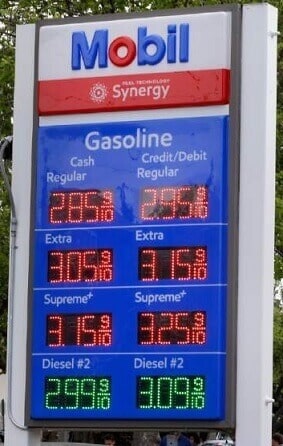 Mobil
FUEL TECHNOLOGY
Synergy
Gasoline
Cash Credit/Debit
Regular Regular
2.85 9/10 2.95 9/10
Extra Extra
3.05 9/10 3.15 9/10
Supreme+ Supreme+
3.15 9/10 3.25 9/10
Diesel #2 Diesel #2
2.99 9/10 3.09 9/10